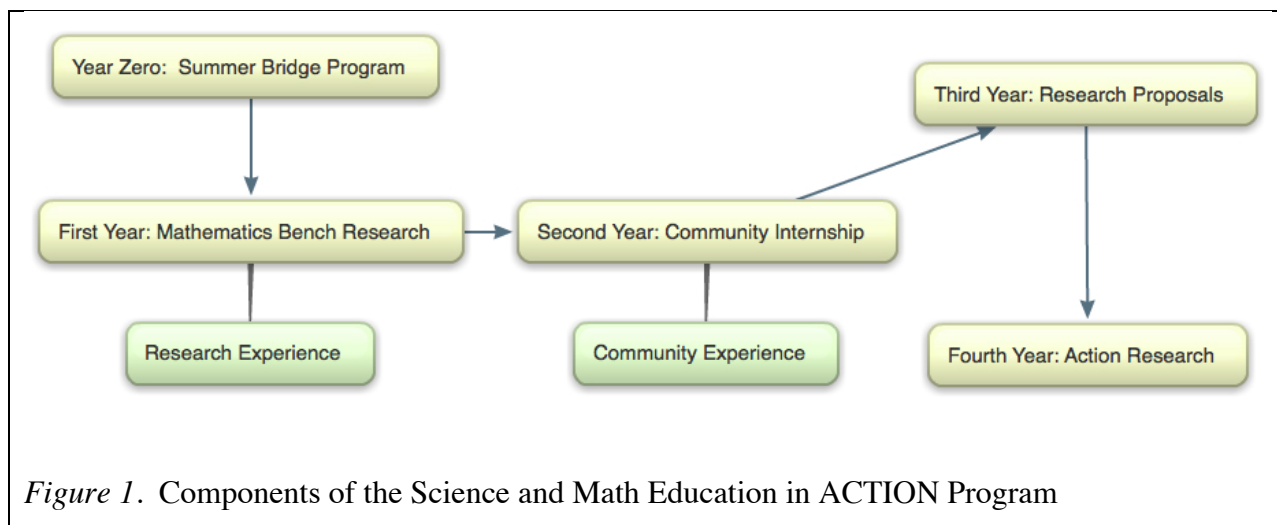 Year Zero:  Summer Bridge Program
Third Year: Research Proposals
First Year: Mathematics Bench Research
Second Year: Community Internship
Research Experience
Community Experience
Fourth Year: Action Research
Figure 1.  Components of the Science and Math Education in ACTION Program